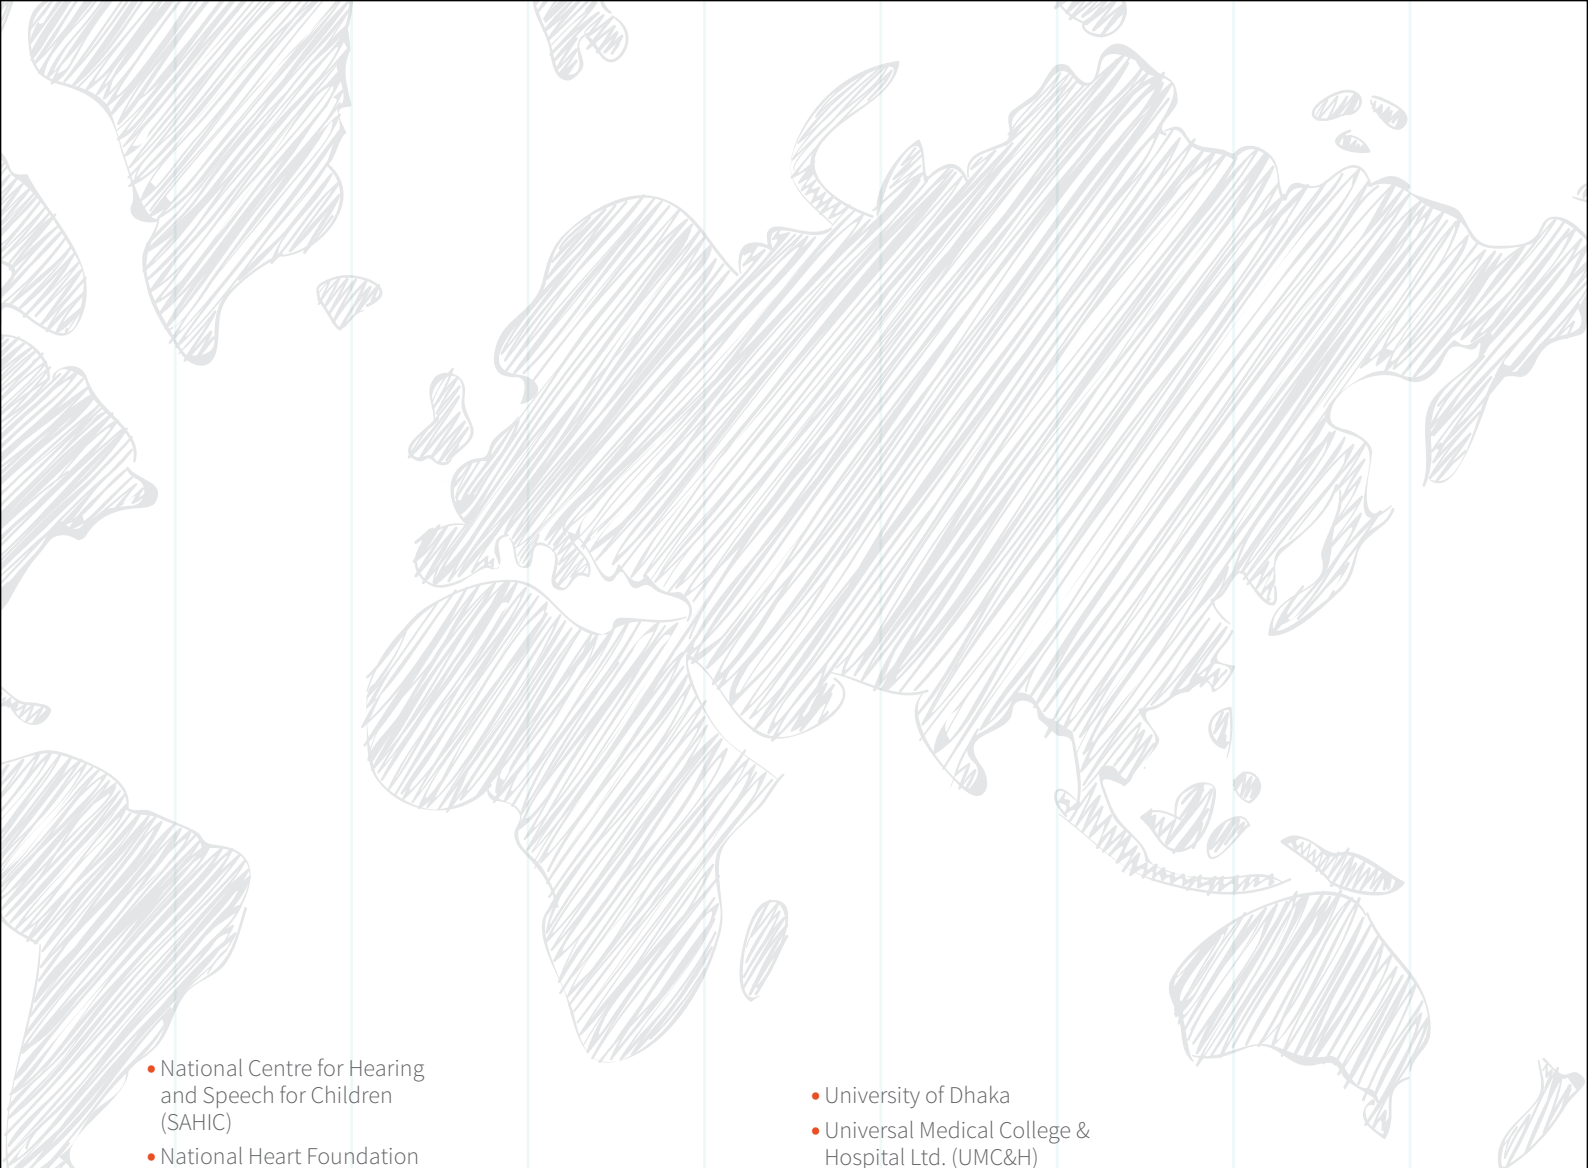 • National Centre for Hearing
and Speech for Children
(SAHIC)
• National Heart Foundation
• University of Dhaka
• Universal Medical College &
Hospital Ltd. (UMC&H)